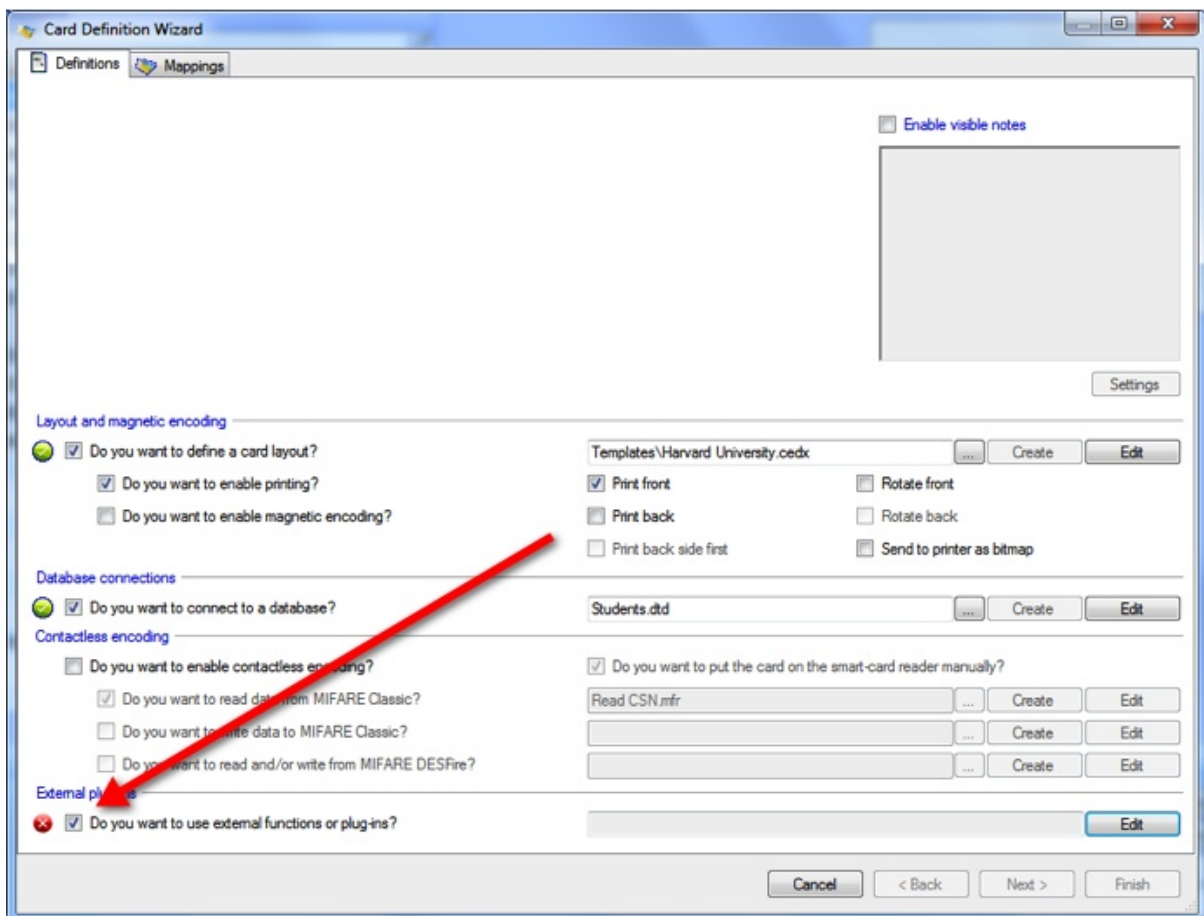 Card Definition Wizard
Definitions Mappings
Enable visible notes
Settings
Layout and magnetic encoding
Do you want to define a card layout? Templates\Harvard University.cedx ... Create Edit
Do you want to enable printing? Print front Rotate front
Do you want to enable magnetic encoding? Print back Rotate back
Print back side first Send to printer as bitmap
Database connections
Do you want to connect to a database? Students.dtd ... Create Edit
Contactless encoding
Do you want to enable contactless encoding? Do you want to put the card on the smart-card reader manually?
Do you want to read data from MIFARE Classic? Read CSN.mfr ... Create Edit
Do you want to write data to MIFARE Classic? ... Create Edit
Do you want to read and/or write from MIFARE DESFire? ... Create Edit
External
Do you want to use external functions or plug-ins? Edit
Cancel < Back Next > Finish